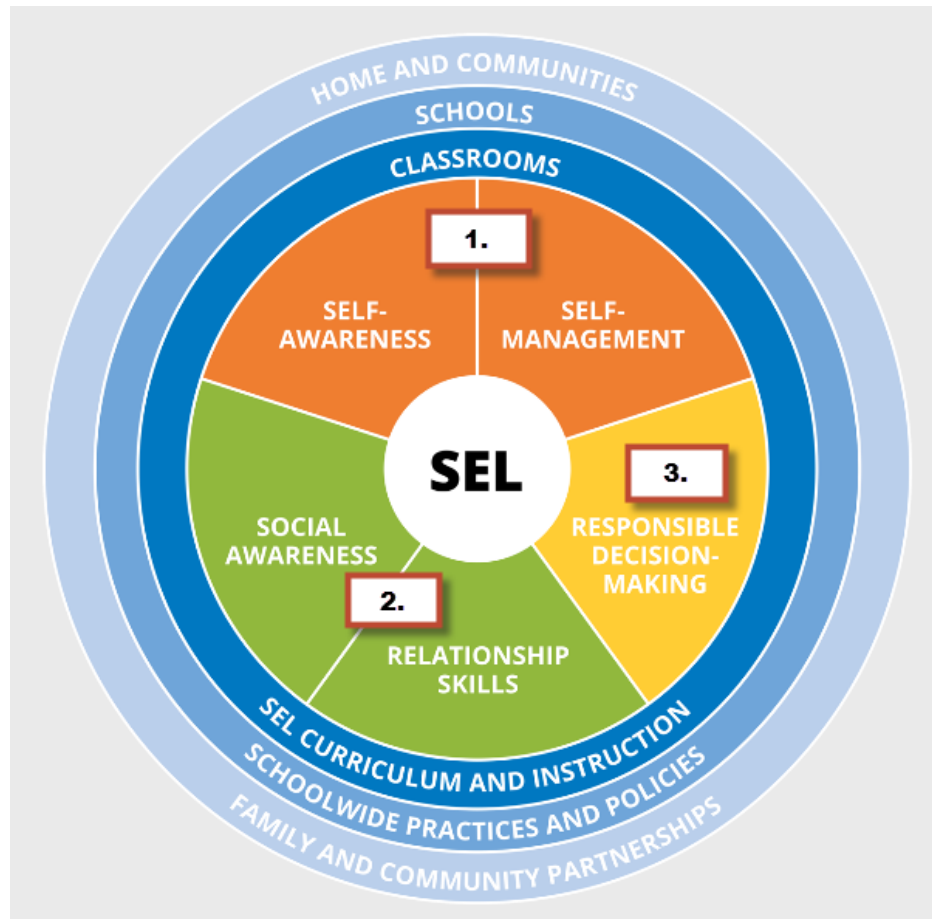 HOME AND COMMUNITIES
SCHOOLS
CLASSROOMS
1.
SELF-
AWARENESS
SELF-
MANAGEMENT
SEL
3.
SOCIAL
AWARENESS
RESPONSIBLE
DECISION-
MAKING
2.
RELATIONSHIP
SKILLS
SEL CURRICULUM AND INSTRUCTION
SCHOOLWIDE PRACTICES AND POLICIES
FAMILY AND COMMUNITY PARTNERSHIPS